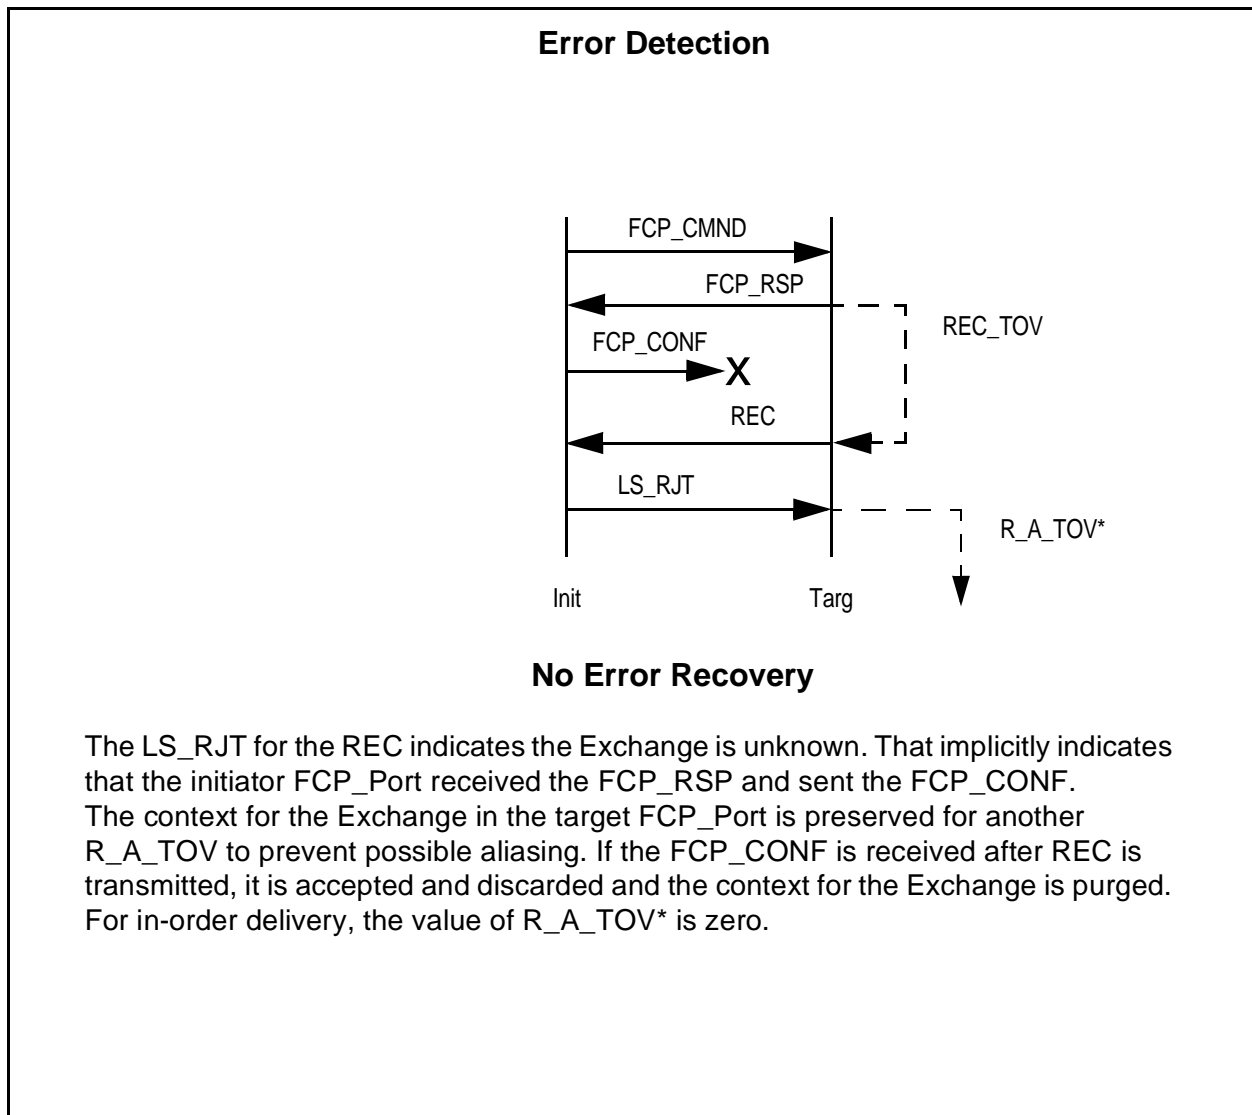 Error Detection
FCP_CMND
FCP_RSP
REC_TOV
FCP_CONF
X
REC
LS_RJT
R_A_TOV*
Init
Targ
No Error Recovery
The LS_RJT for the REC indicates the Exchange is unknown. That implicitly indicates
that the initiator FCP_Port received the FCP_RSP and sent the FCP_CONF.
The context for the Exchange in the target FCP_Port is preserved for another
R_A_TOV to prevent possible aliasing. If the FCP_CONF is received after REC is
transmitted, it is accepted and discarded and the context for the Exchange is purged.
For in-order delivery, the value of R_A_TOV* is zero.